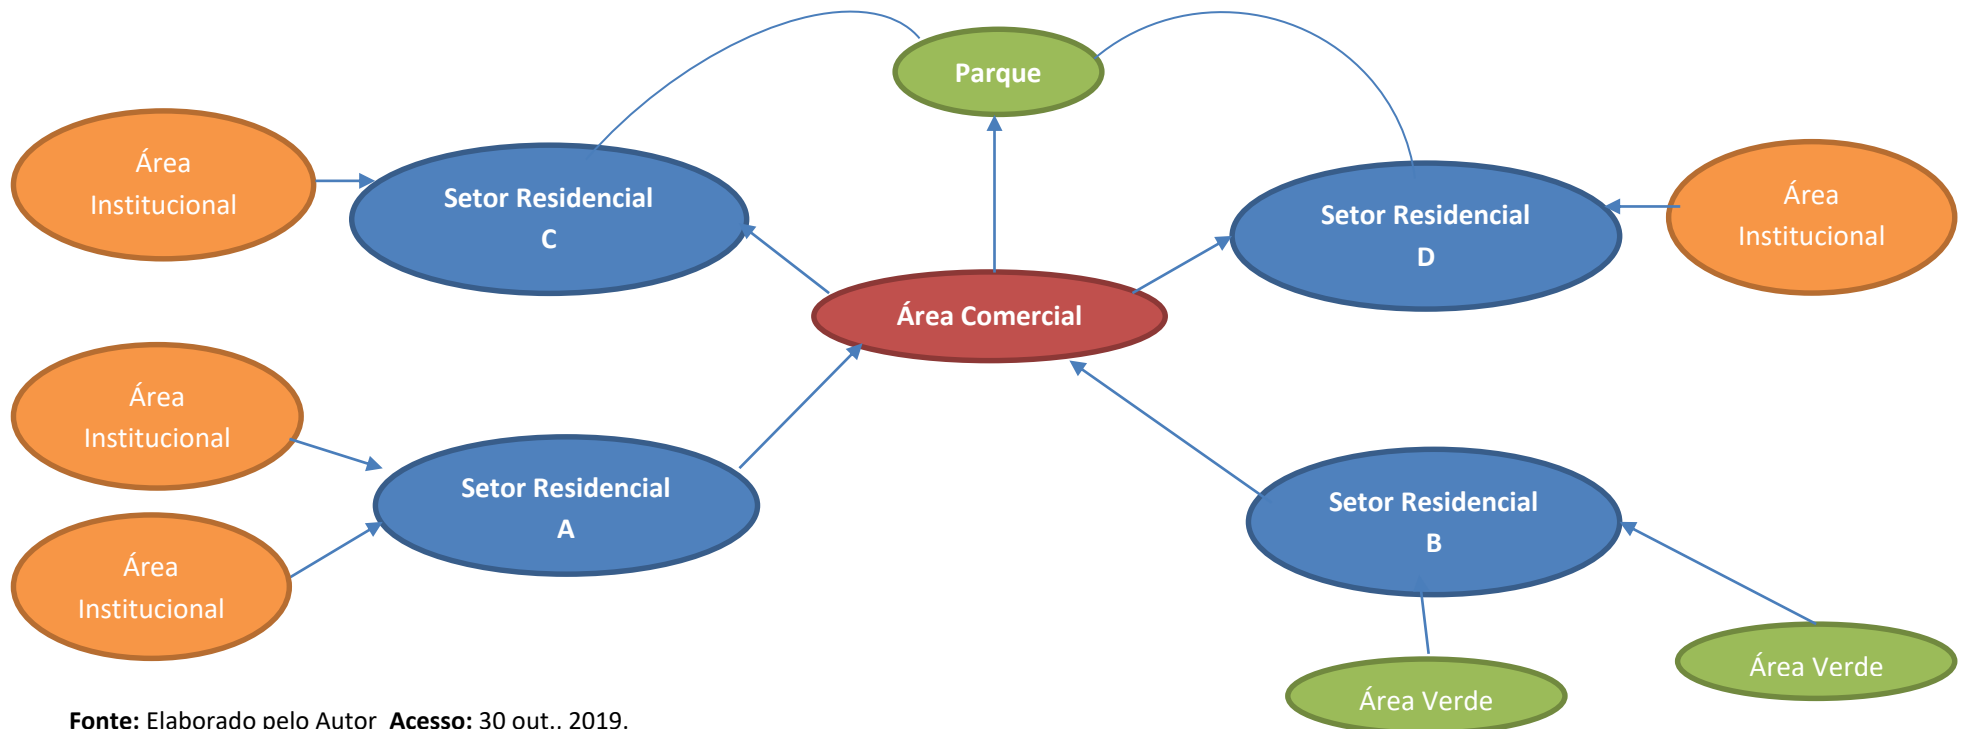 Parque
Área
Institucional
Setor Residencial
C
Setor Residencial
D
Área
Institucional
Área Comercial
Área
Institucional
Setor Residencial
A
Setor Residencial
B
Área
Institucional
Área Verde
Área Verde
Fonte: Elaborado pelo Autor Acesso: 30 out., 2019.